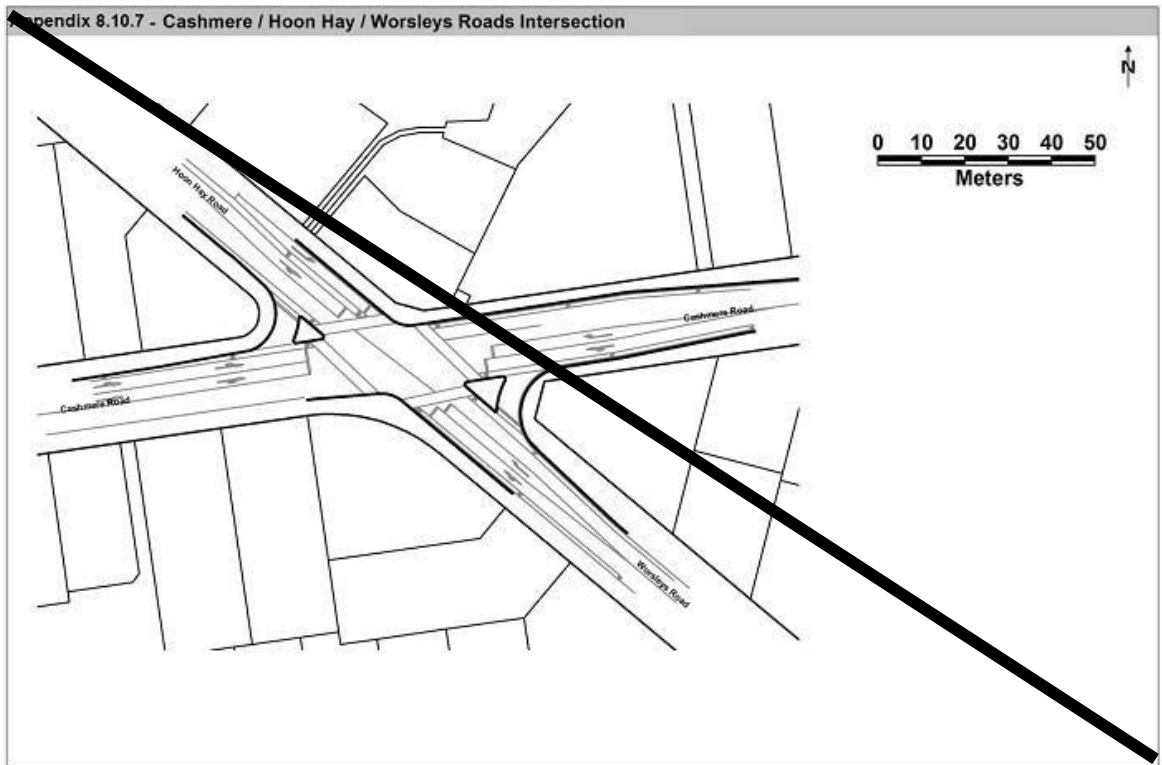 Appendix 8.10.7 - Cashmere / Hoon Hay / Worsleys Roads Intersection
N
0 10 20 30 40 50
Meters
Hoon Hay Road
Cashmere Road
Cashmere Road
Worsleys Road